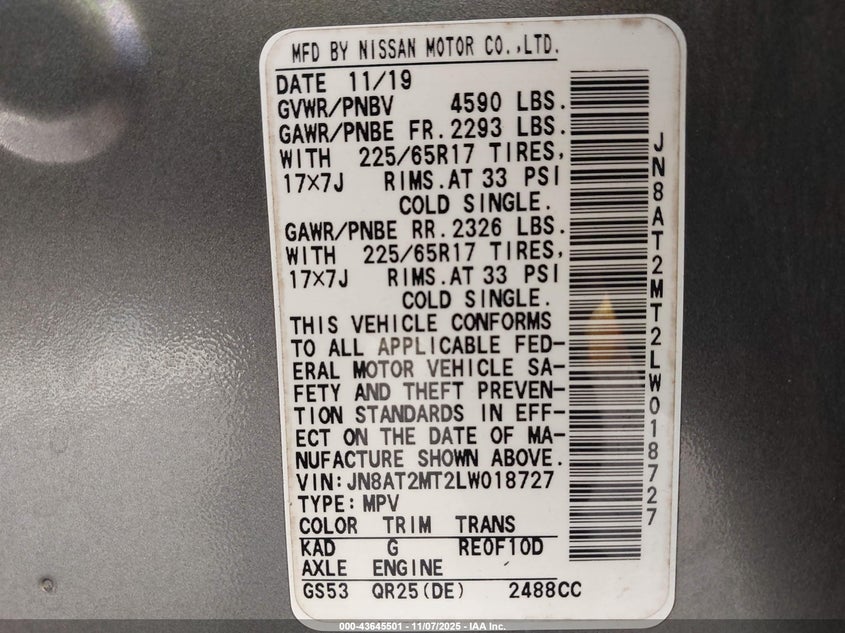 MFD BY NISSAN MOTOR CO.,LTD.
DATE 11/19
GVWR/PNBV 4590 LBS.
GAWR/PNBE FR.2293 LBS.
WITH 225/65R17 TIRES,
17×7J RIMS.AT 33 PSI
COLD SINGLE.
GAWR/PNBE RR.2326 LBS.
WITH 225/65R17 TIRES,
17×7J RIMS.AT 33 PSI
COLD SINGLE.
THIS VEHICLE CONFORMS
TO ALL APPLICABLE FED-
ERAL MOTOR VEHICLE SA-
FETY AND THEFT PREVEN-
TION STANDARDS IN EFF-
ECT ON THE DATE OF MA-
NUFACTURE SHOWN ABOVE.
VIN:JN8AT2MT2LW018727
TYPE:MPV
COLOR TRIM TRANS
KAD G RE0F10D
AXLE ENGINE
GS53 QR25(DE) 2488CC
JN8AT2MT2LW018727
000-43645501 - 11/07/2025 - IAA Inc.